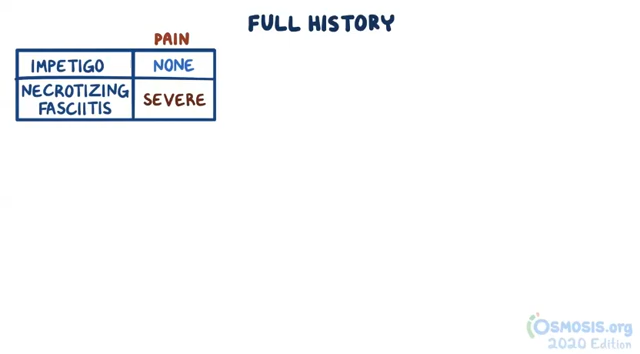 FULL HISTORY
PAIN
IMPETIGO NONE
NECROTIZING FASCIITIS SEVERE
OSMOSIS.org
2020 Edition